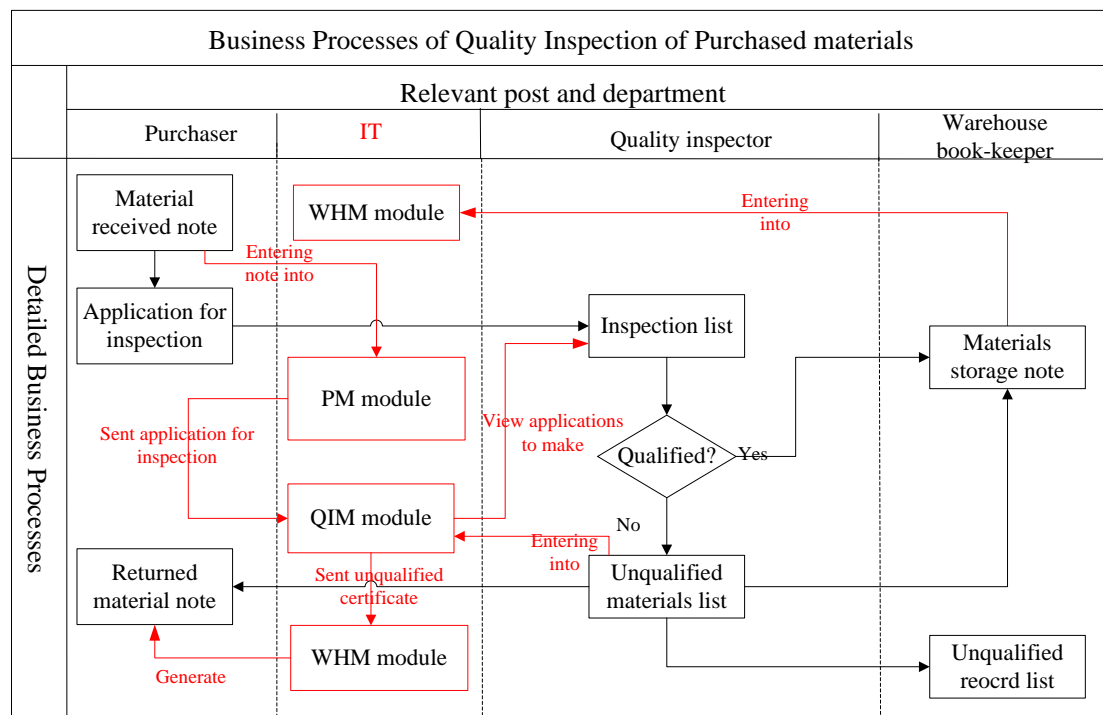 Business Processes of Quality Inspection of Purchased materials
Relevant post and department
Purchaser
IT
Quality inspector
Warehouse
book-keeper
Detailed Business Processes
Material
received note
WHM module
Entering
into
Entering
note into
Application for
inspection
Inspection list
Materials
storage note
PM module
Sent application for
inspection
View applications
to make
Qualified?
Yes
QIM module
No
Entering
into
Returned
material note
Sent unqualified
certificate
Unqualified
materials list
WHM module
Generate
Unqualified
reocrd list